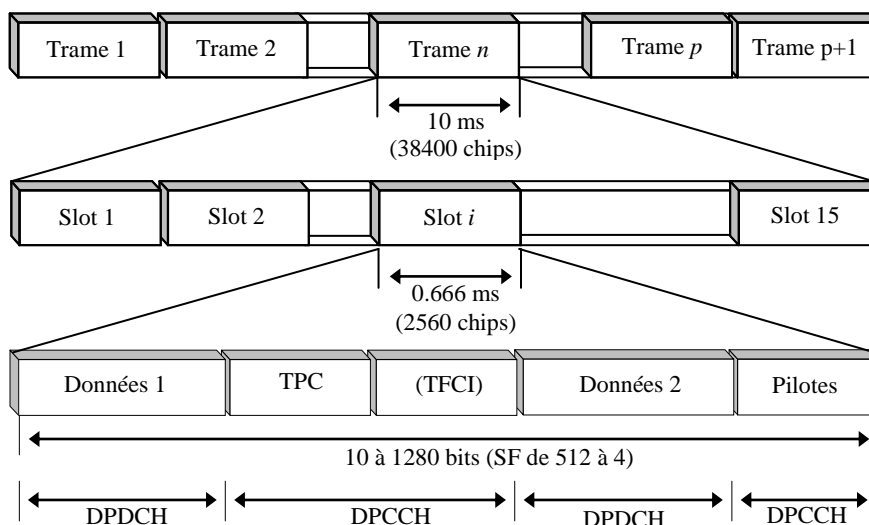 Trame 1
Trame 2
Trame n
Trame p
Trame p+1
10 ms
(38400 chips)
Slot 1
Slot 2
Slot i
Slot 15
0.666 ms
(2560 chips)
Données 1
TPC
(TFCI)
Données 2
Pilotes
10 à 1280 bits (SF de 512 à 4)
DPDCH
DPCCH
DPDCH
DPCCH